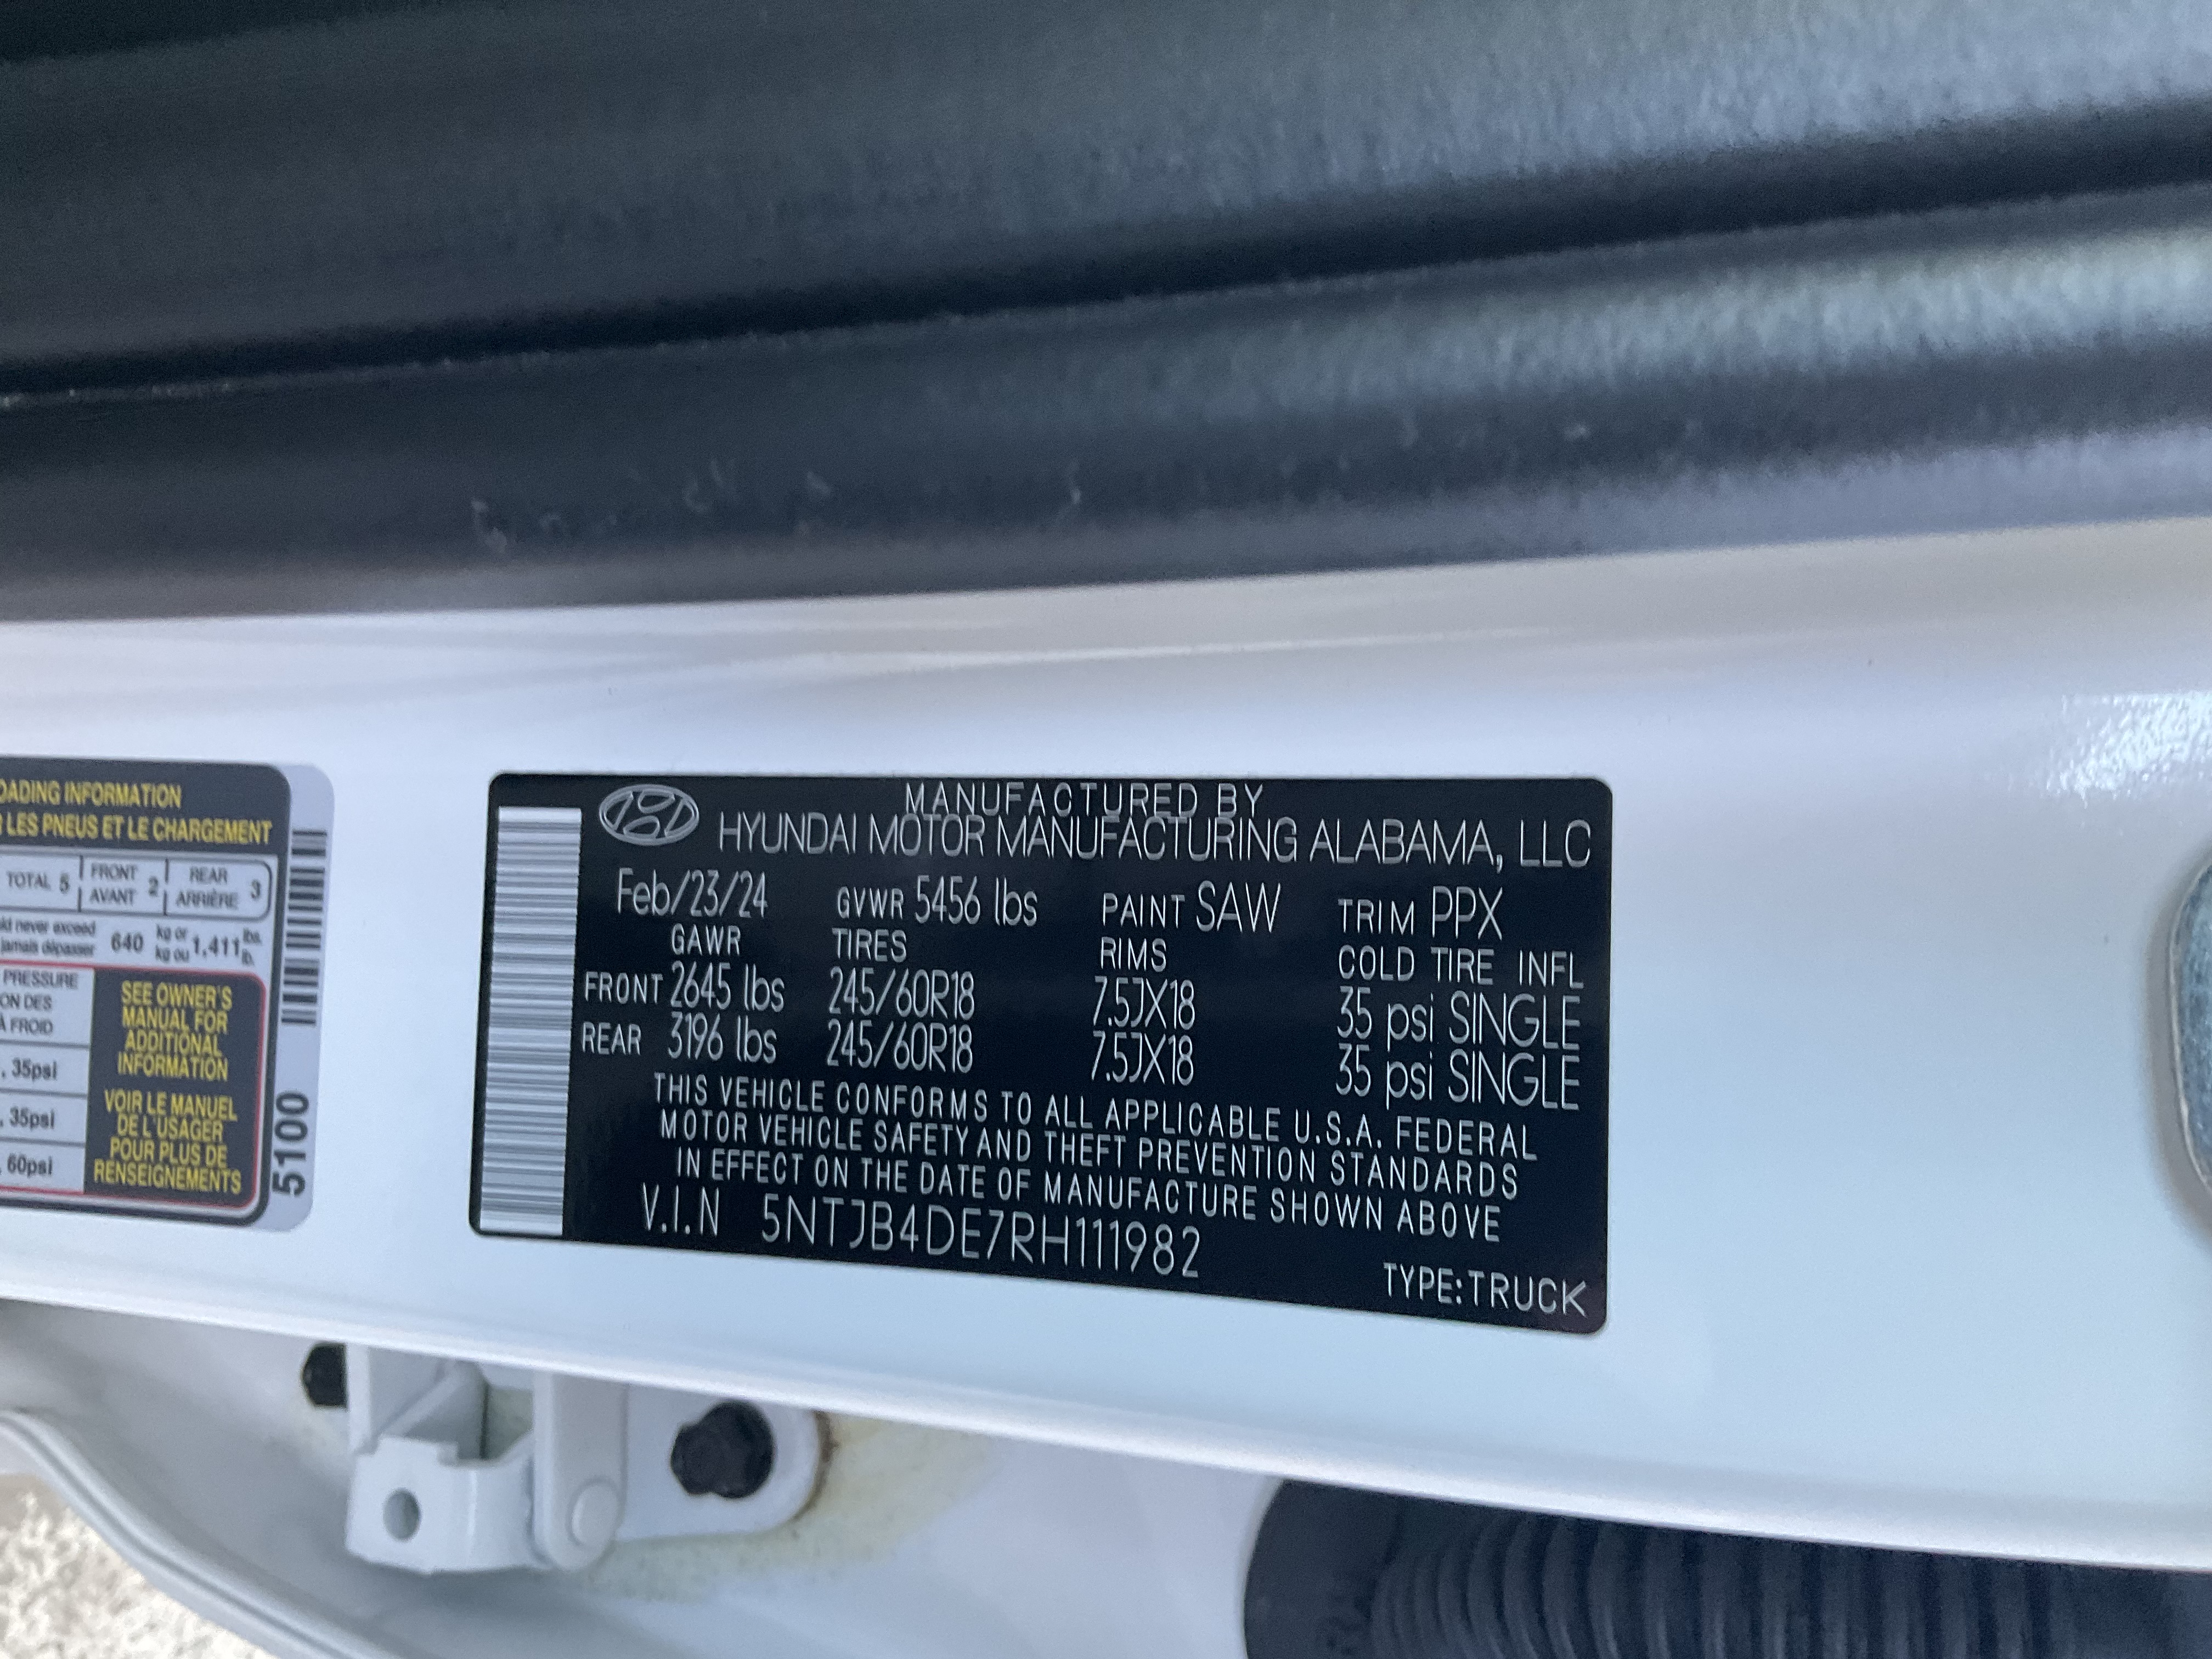 OADING INFORMATION
LES PNEUS ET LE CHARGEMENT
TOTAL 5 FRONT AVANT 2 REAR ARRIÈRE 3
never exceed
jamais dépasser 640 kg or kg ou 1,411 lbs. lb.
PRESSURE
ON DES
À FROID
, 35psi
, 35psi
, 60psi
SEE OWNER'S
MANUAL FOR
ADDITIONAL
INFORMATION
VOIR LE MANUEL
DE L'USAGER
POUR PLUS DE
RENSEIGNEMENTS
5100
MANUFACTURED BY
HYUNDAI MOTOR MANUFACTURING ALABAMA, LLC
Feb/23/24 GVWR 5456 lbs PAINT SAW TRIM PPX
GAWR TIRES RIMS COLD TIRE INFL
FRONT 2645 lbs 245/60R18 7.5JX18 35 psi SINGLE
REAR 3196 lbs 245/60R18 7.5JX18 35 psi SINGLE
THIS VEHICLE CONFORMS TO ALL APPLICABLE U.S.A. FEDERAL
MOTOR VEHICLE SAFETY AND THEFT PREVENTION STANDARDS
IN EFFECT ON THE DATE OF MANUFACTURE SHOWN ABOVE
V.I.N 5NTJB4DE7RH111982
TYPE:TRUCK